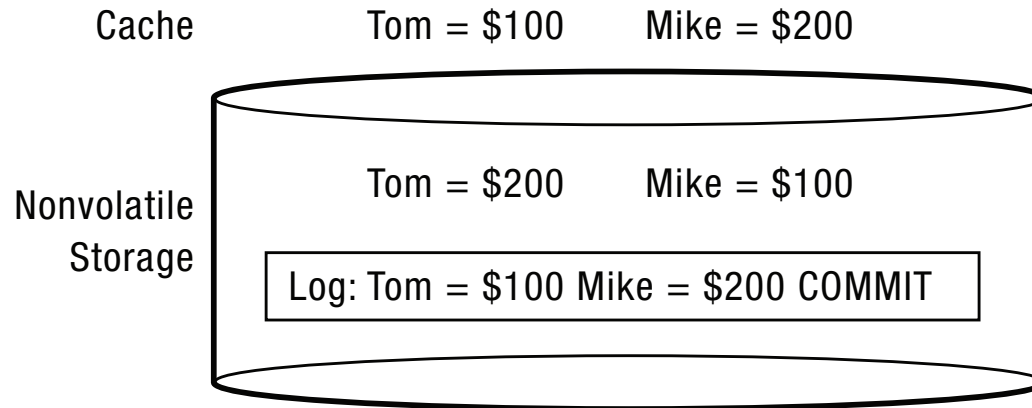 Cache Tom = $100 Mike = $200
Tom = $200 Mike = $100
Nonvolatile
Storage
Log: Tom = $100 Mike = $200 COMMIT